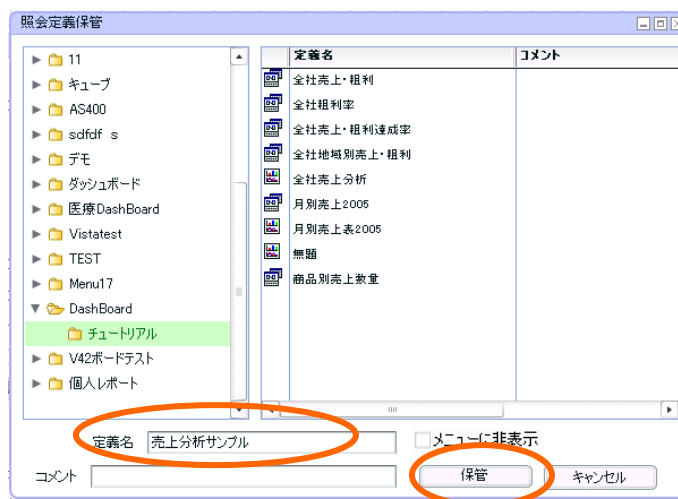 照会定義保管
11
キューブ
AS400
sdfdf s
デモ
ダッシュボード
医療DashBoard
Vistatest
TEST
Menu17
DashBoard
チュートリアル
V42ボードテスト
個人レポート
定義名 コメント
全社売上・粗利
全社粗利率
全社売上・粗利達成率
全社地域別売上・粗利
全社売上分析
月別売上2005
月別売上表2005
無題
商品別売上数量
定義名 売上分析サンプル
メニューに非表示
コメント
保管 キャンセル